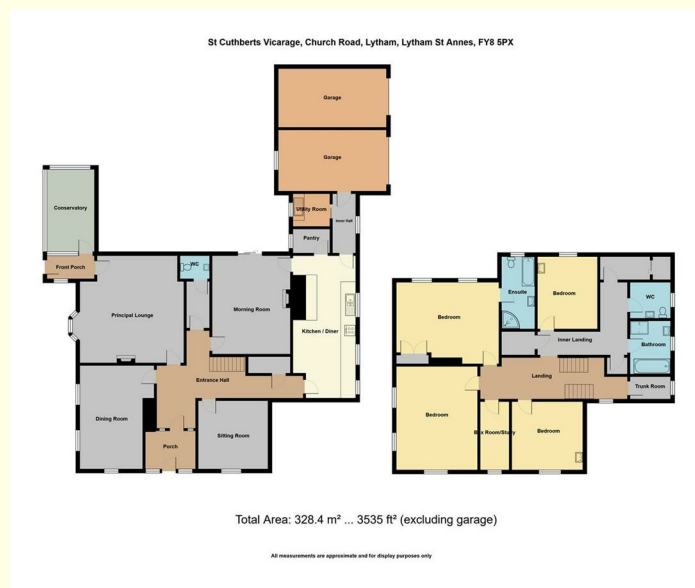 St Cuthberts Vicarage, Church Road, Lytham, Lytham St Annes, FY8 5PX
Garage
Garage
Utility Room
Inner Hall
Pantry
Conservatory
Front Porch
WC
Principal Lounge
Morning Room
Kitchen / Diner
Entrance Hall
Dining Room
Sitting Room
Porch
Ensuite
Bedroom
WC
Bedroom
Inner Landing
Bathroom
Landing
Trunk Room
Bedroom
Box Room/Study
Bedroom
Total Area: 328.4 m² ... 3535 ft² (excluding garage)
All measurements are approximate and for display purposes only